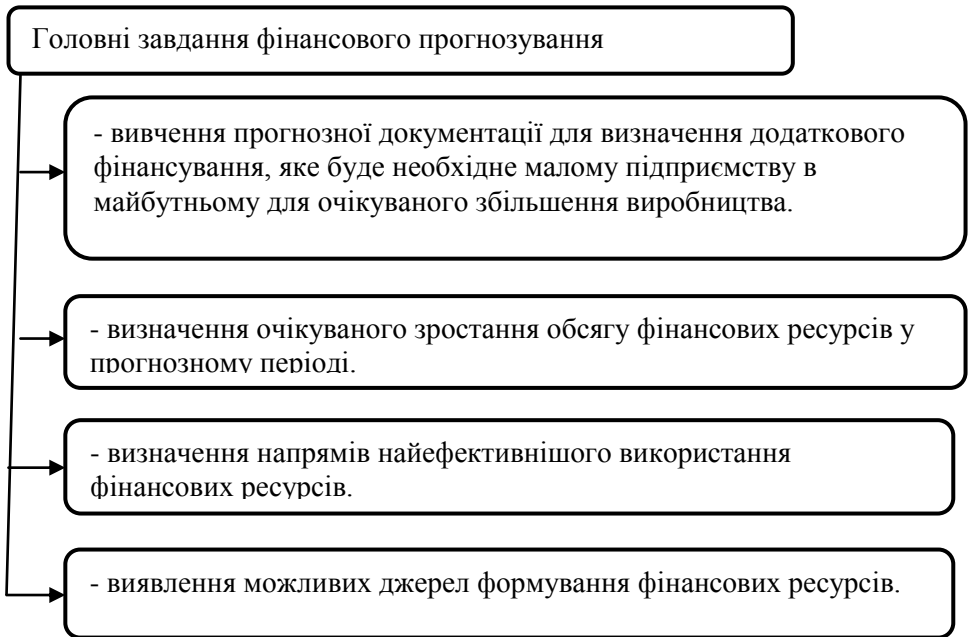 Головні завдання фінансового прогнозування
- вивчення прогнозної документації для визначення додаткового
фінансування, яке буде необхідне малому підприємству в
майбутньому для очікуваного збільшення виробництва.
- визначення очікуваного зростання обсягу фінансових ресурсів у
прогнозному періоді.
- визначення напрямів найефективнішого використання
фінансових ресурсів.
- виявлення можливих джерел формування фінансових ресурсів.